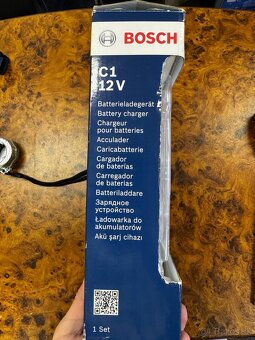 BOSCH
C1
12 V
Batterieladegerät
Battery charger
Chargeur
pour batteries
Acculader
Caricabatterie
Cargador
de baterías
Carregador
de baterias
Batteriladdare
Зарядное
устройство
Ładowarka do
akumulatorów
Akü şarj cihazı
1 Set